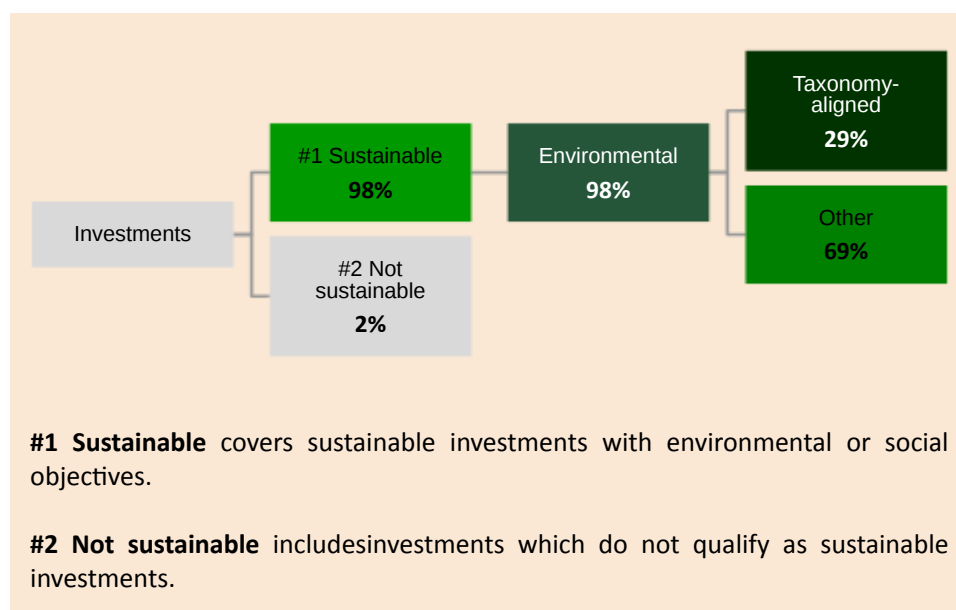 Investments
#1 Sustainable
98%
#2 Not
sustainable
2%
Environmental
98%
Taxonomy-
aligned
29%
Other
69%
#1 Sustainable covers sustainable investments with environmental or social
objectives.
#2 Not sustainable includesinvestments which do not qualify as sustainable
investments.